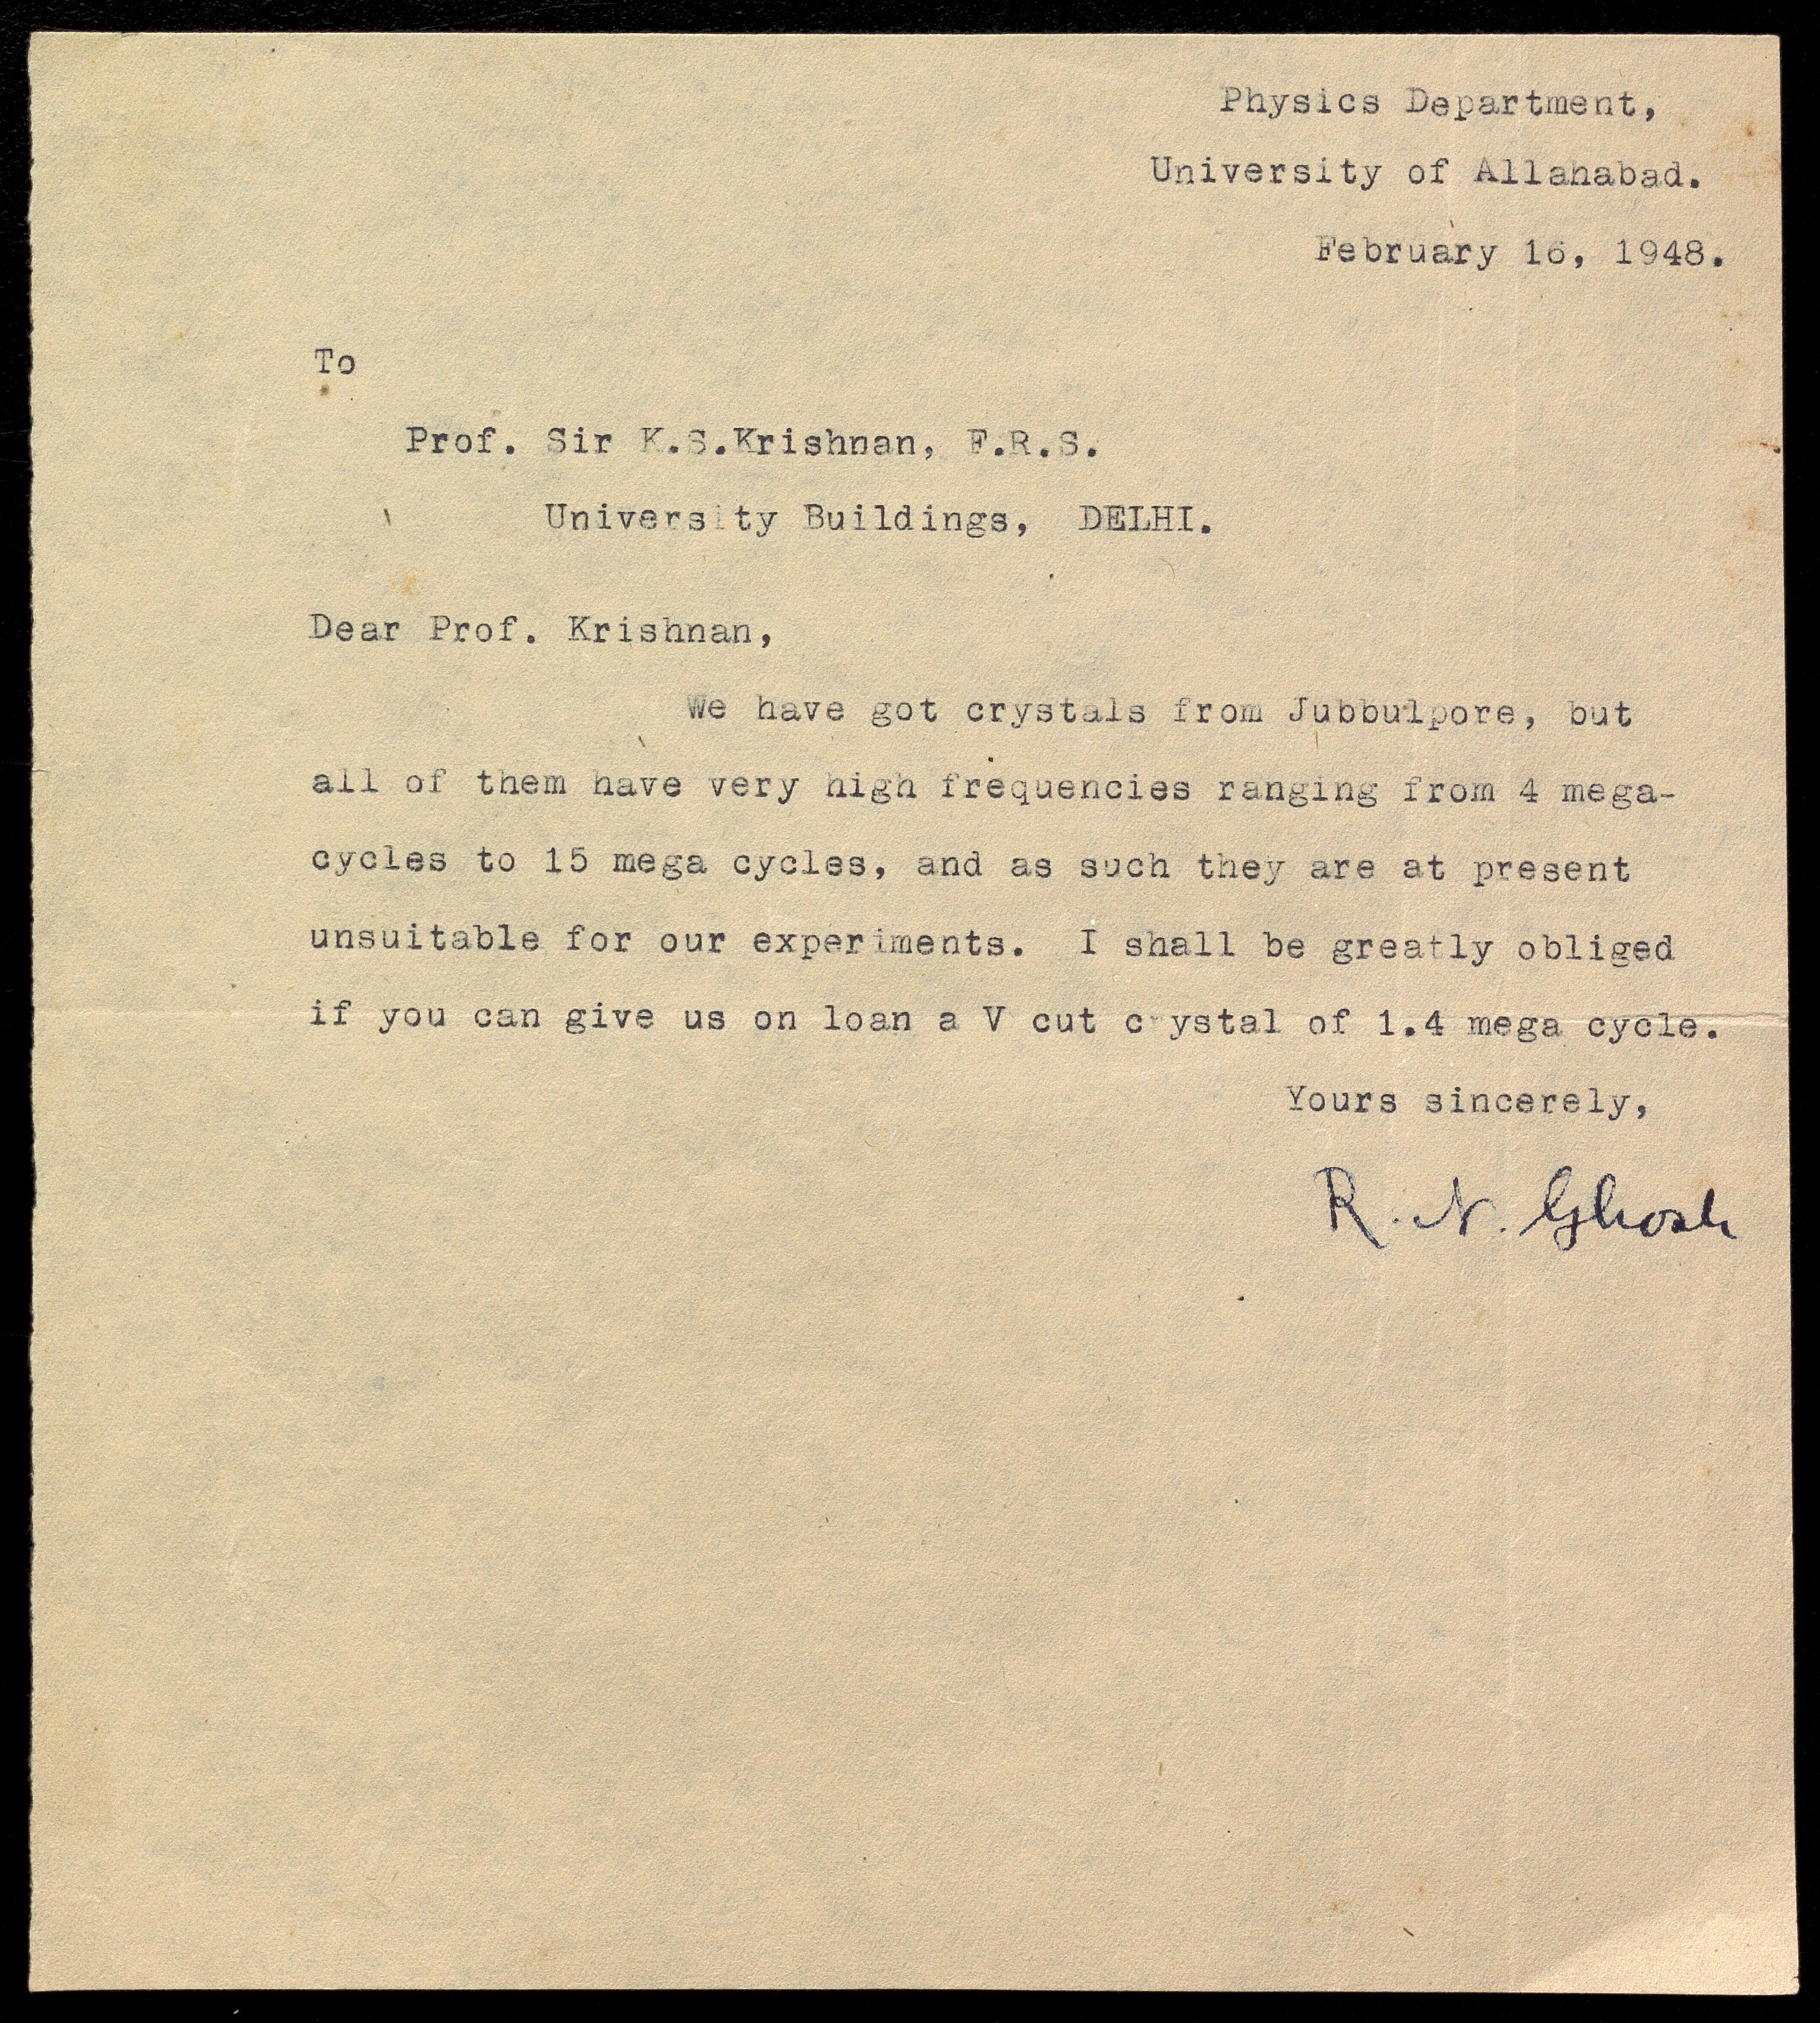 Physics Department,
University of Allahabad.
February 16, 1948.
To
Prof. Sir K.S.Krishnan, F.R.S.
University Buildings, DELHI.
Dear Prof. Krishnan,
We have got crystals from Jubbulpore, but
all of them have very high frequencies ranging from 4 mega-
cycles to 15 mega cycles, and as such they are at present
unsuitable for our experiments. I shall be greatly obliged
if you can give us on loan a V cut crystal of 1.4 mega cycle.
Yours sincerely,
R. N. Ghosh